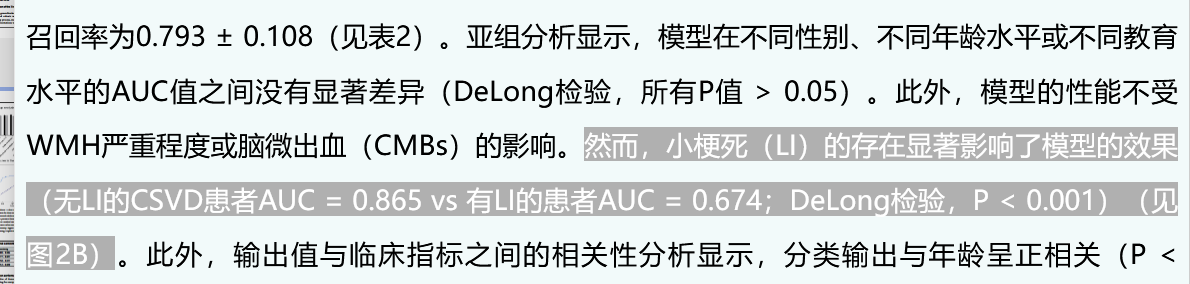 召回率为0.793 ± 0.108（见表2）。亚组分析显示，模型在不同性别、不同年龄水平或不同教育
水平的AUC值之间没有显著差异（DeLong检验，所有P值 > 0.05）。此外，模型的性能不受
WMH严重程度或脑微出血（CMBs）的影响。然而，小梗死（LI）的存在显著影响了模型的效果
（无LI的CSVD患者AUC = 0.865 vs 有LI的患者AUC = 0.674；DeLong检验，P < 0.001）（见
图2B）。此外，输出值与临床指标之间的相关性分析显示，分类输出与年龄呈正相关（P <